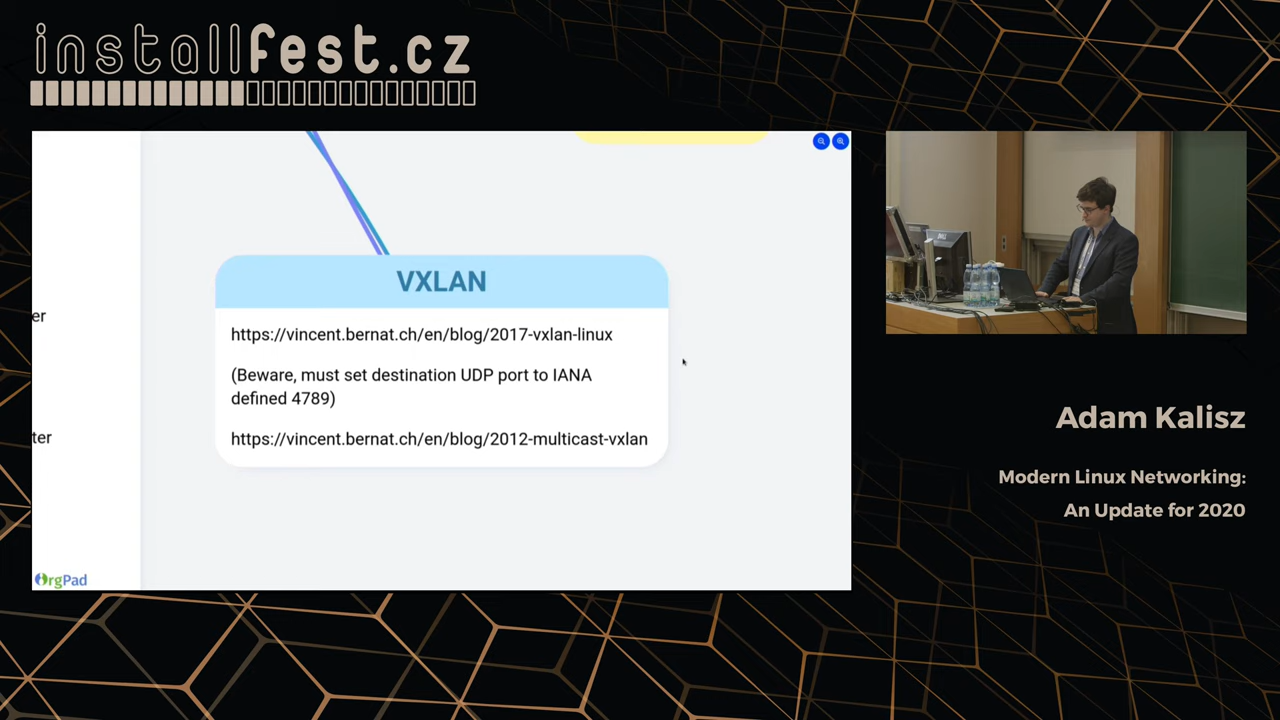 installfest.cz
VXLAN
https://vincent.bernat.ch/en/blog/2017-vxlan-linux
(Beware, must set destination UDP port to IANA
defined 4789)
https://vincent.bernat.ch/en/blog/2012-multicast-vxlan
er
ter
OrgPad
Adam Kalisz
Modern Linux Networking:
An Update for 2020